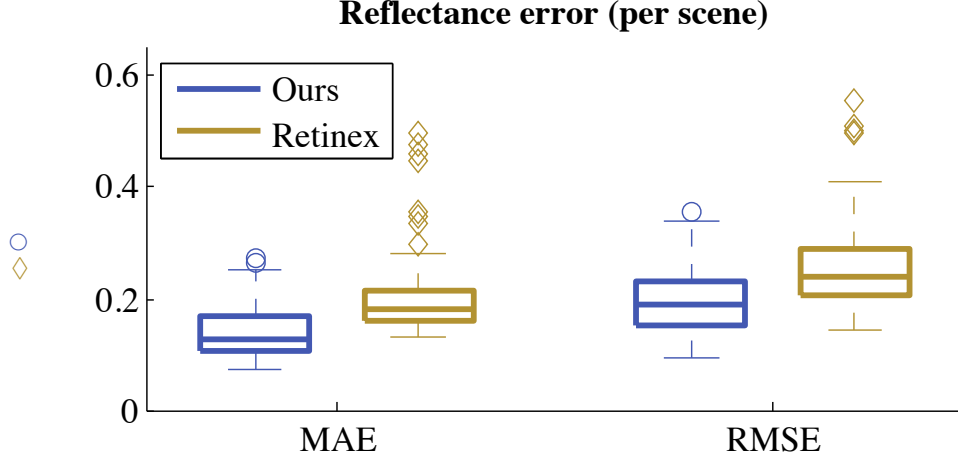 Reflectance error (per scene)
0.6
Ours
Retinex
0.4
0.2
0
MAE
RMSE